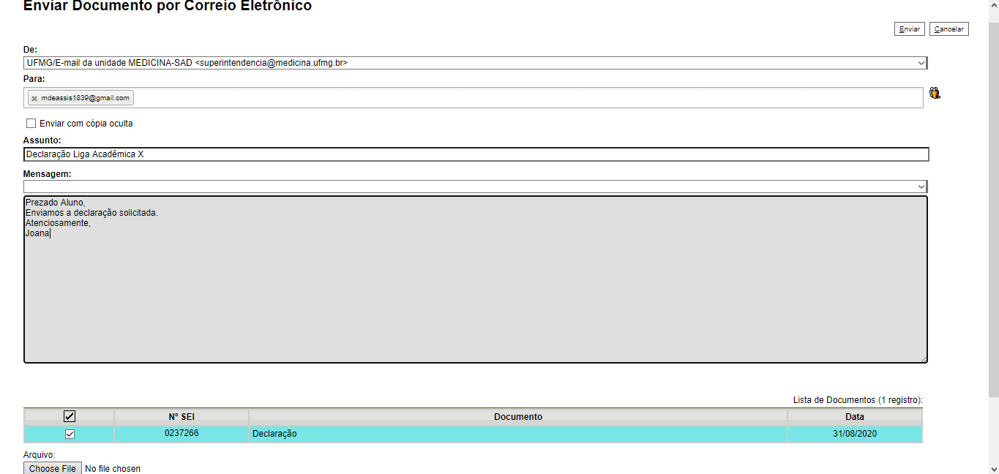 Enviar Documento por Correio Eletrônico
Enviar Cancelar
De:
UFMG/E-mail da unidade MEDICINA-SAD <superintendencia@medicina.ufmg.br>
Para:
mdeassis1839@gmail.com
Enviar com cópia oculta
Assunto:
Declaração Liga Acadêmica X
Mensagem:
Prezado Aluno,
Enviamos a declaração solicitada.
Atenciosamente,
Joana
Lista de Documentos (1 registro):
Nº SEI Documento Data
0237266 Declaração 31/08/2020
Arquivo:
Choose File No file chosen